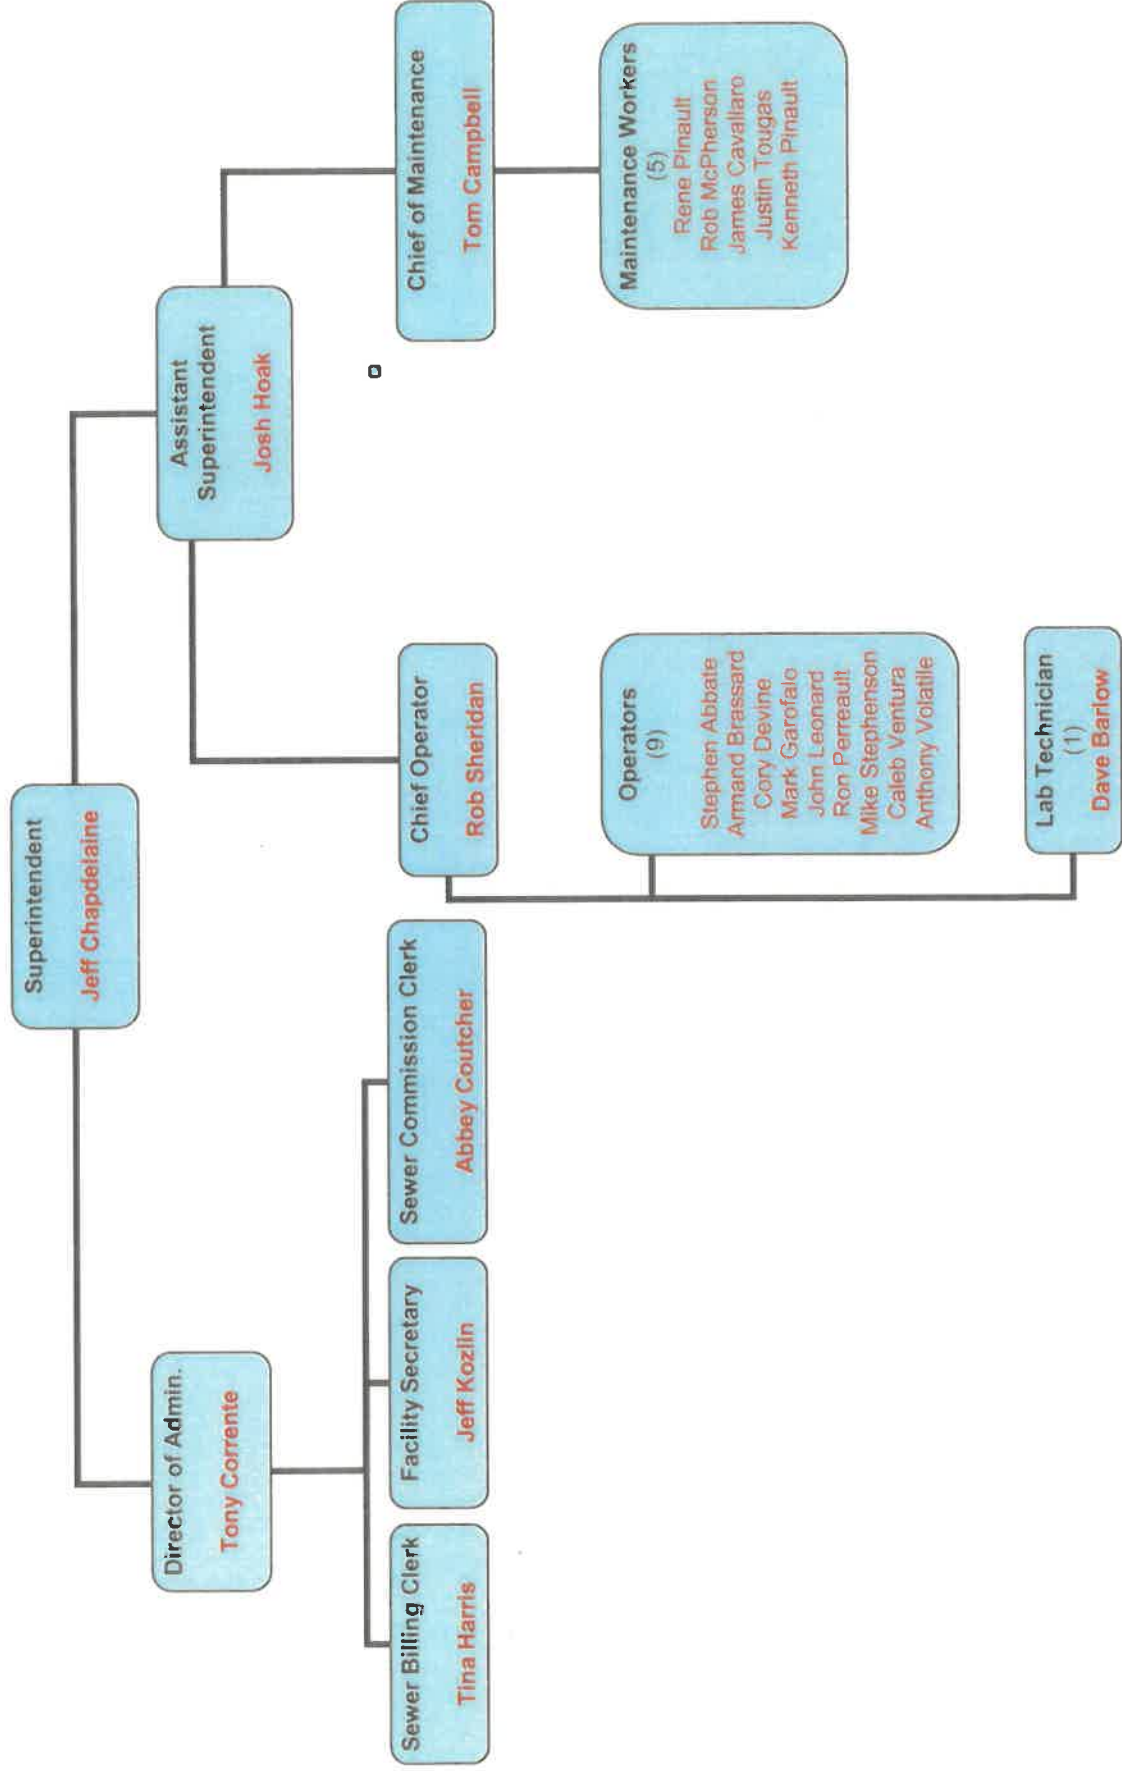 Superintendent
Jeff Chapdelaine
Director of Admin.
Tony Corrente
Assistant
Superintendent
Josh Hoak
Sewer Billing Clerk
Tina Harris
Facility Secretary
Jeff Kozlin
Sewer Commission Clerk
Abbey Coutcher
Chief Operator
Rob Sheridan
Chief of Maintenance
Tom Campbell
Operators
(9)
Stephen Abbate
Armand Brassard
Cory Devine
Mark Garofalo
John Leonard
Ron Perreault
Mike Stephenson
Caleb Ventura
Anthony Volatile
Maintenance Workers
(5)
Rene Pinault
Rob McPherson
James Cavallaro
Justin Tougas
Kenneth Pinault
Lab Technician
(1)
Dave Barlow